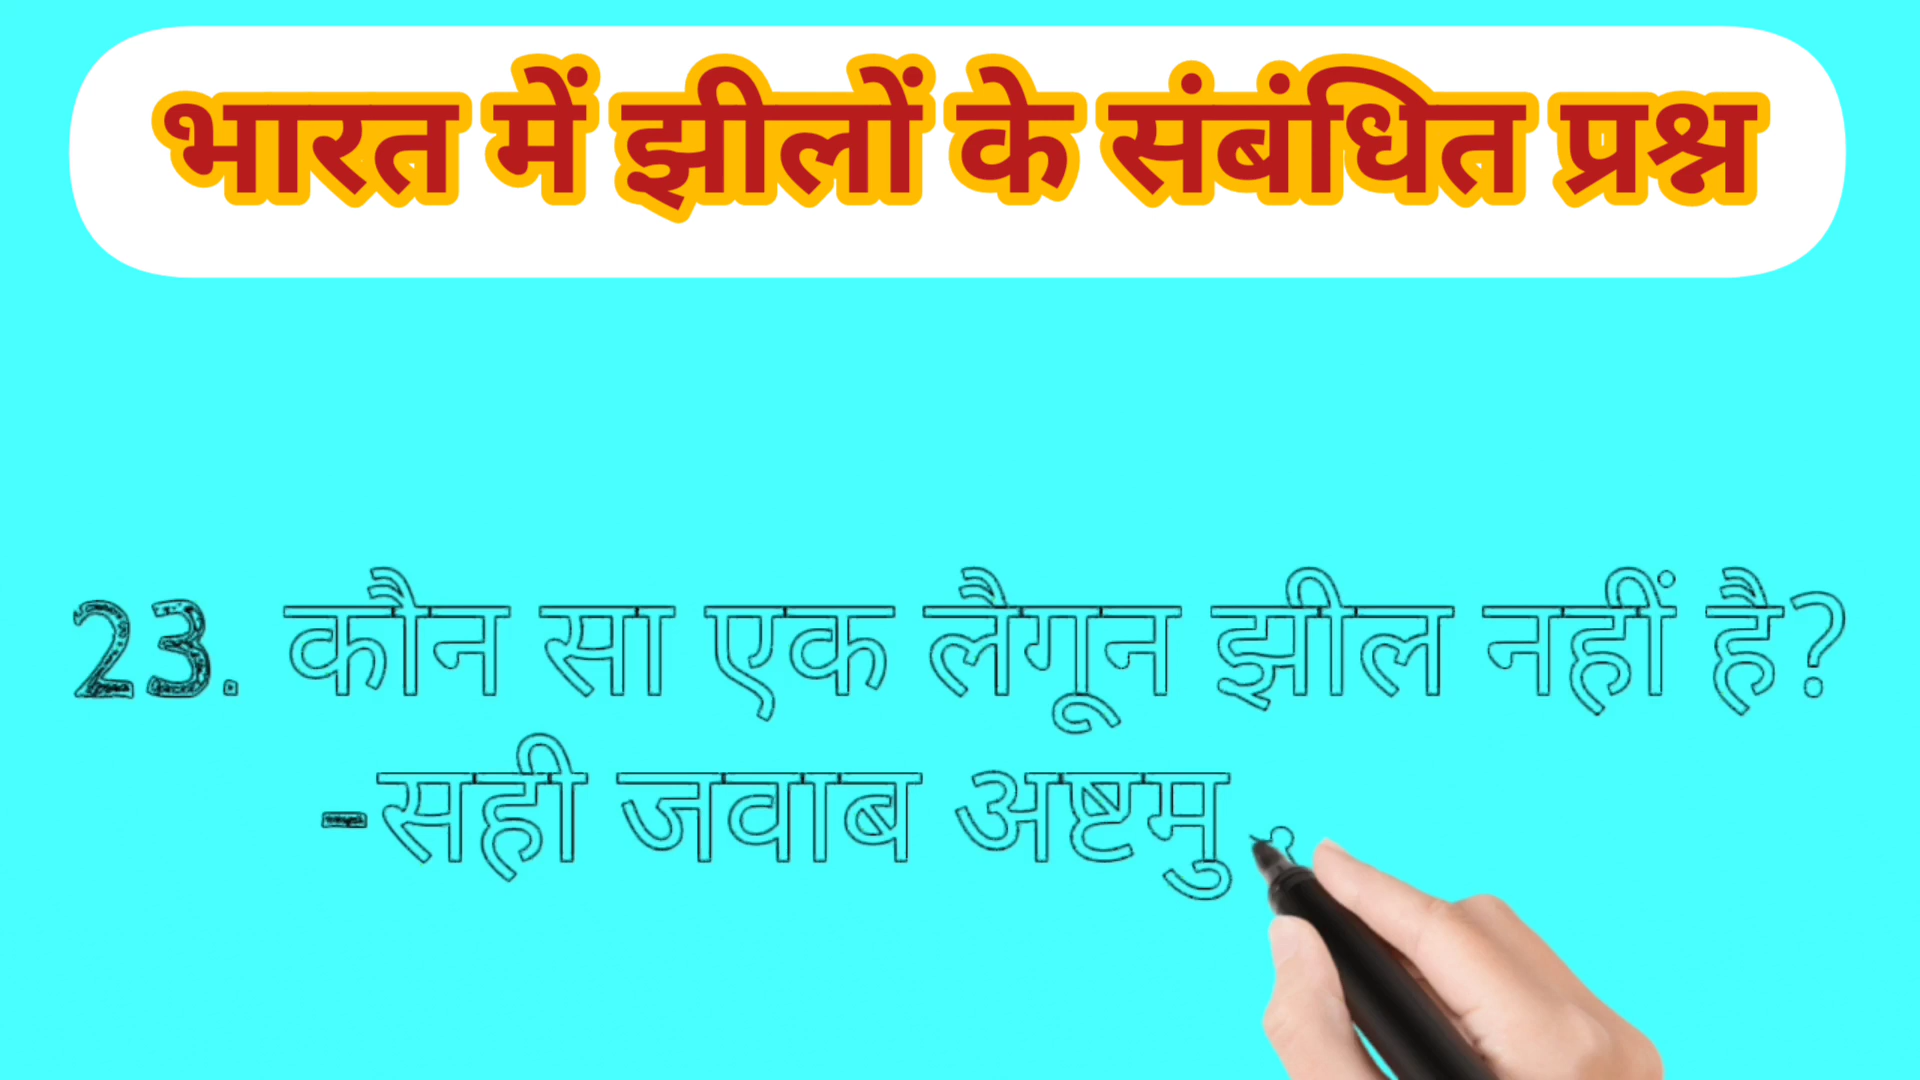 भारत में झीलों के संबंधित प्रश्न
23. कौन सा एक लैगून झील नहीं है?
-सही जवाब अष्टमु